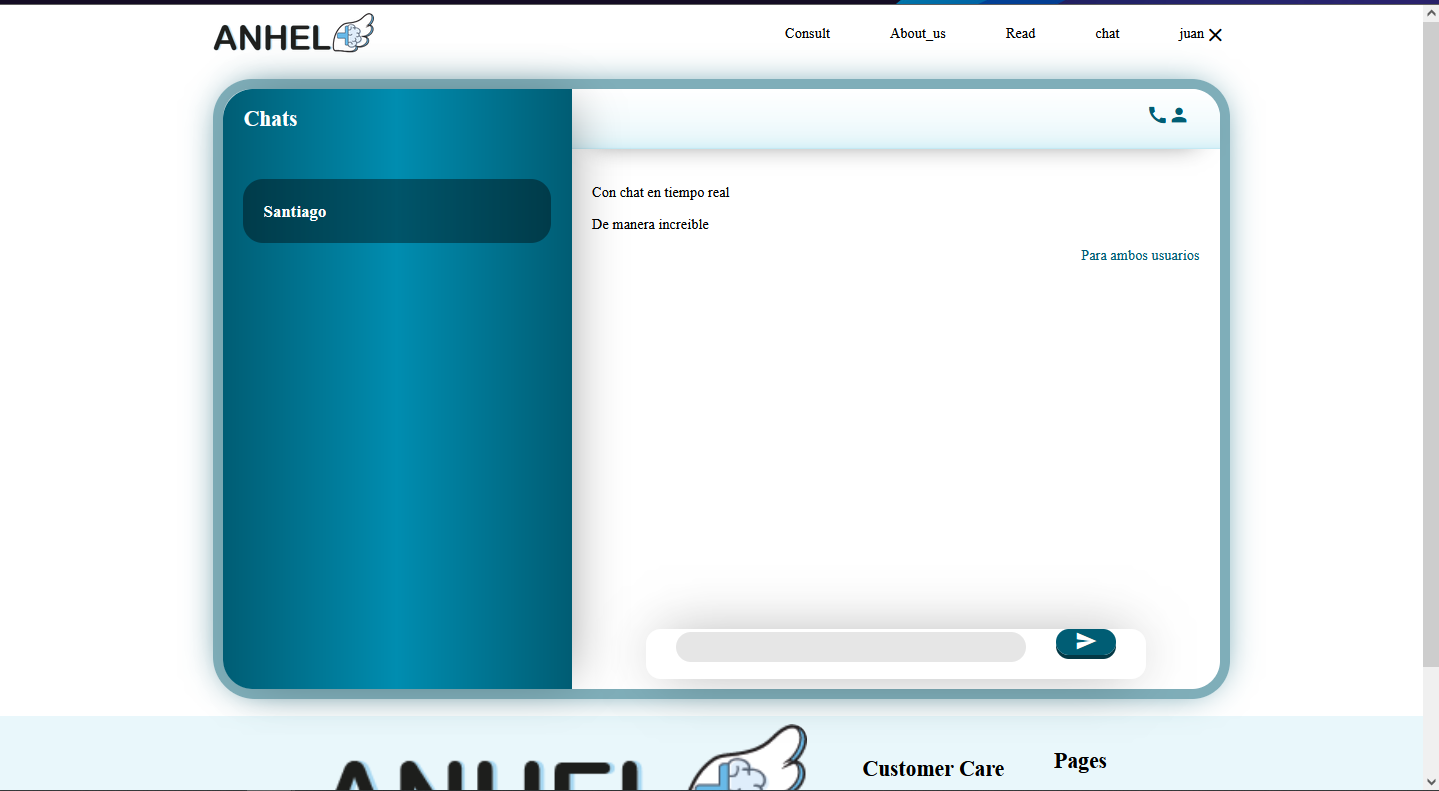 ANHEL
Consult
About_us
Read
chat
juan
Chats
Santiago
Con chat en tiempo real
De manera increible
Para ambos usuarios
ANHEL
Customer Care
Pages